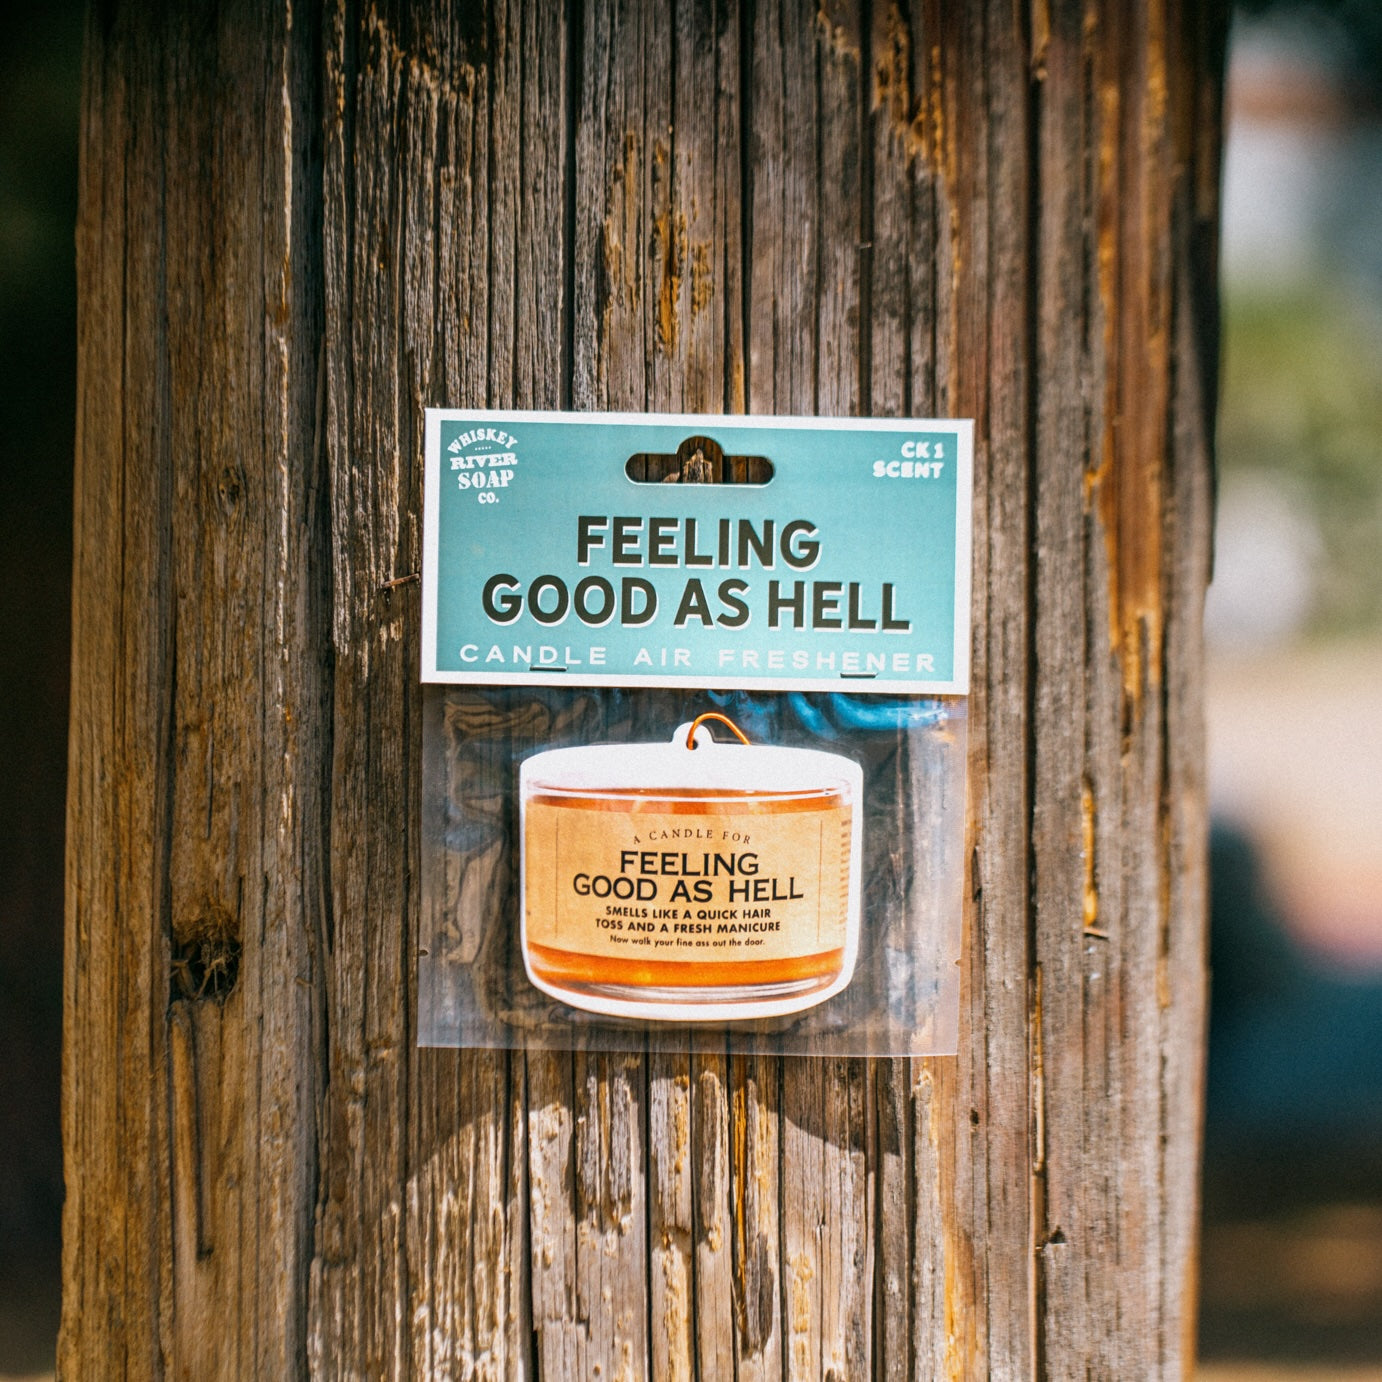 WHISKEY
RIVER
SOAP
CO.
CK 1
SCENT
FEELING
GOOD AS HELL
CANDLE AIR FRESHENER
A CANDLE FOR
FEELING
GOOD AS HELL
SMELLS LIKE A QUICK HAIR
TOSS AND A FRESH MANICURE
Now walk your fine ass out the door.